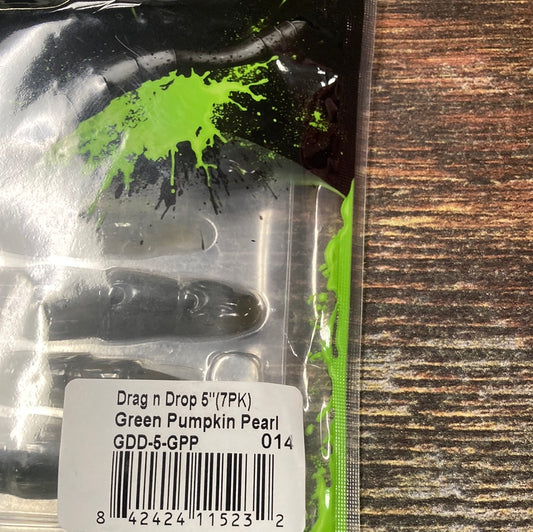 Drag n Drop 5"(7PK)
Green Pumpkin Pearl
GDD-5-GPP 014
8 42424 11523 2